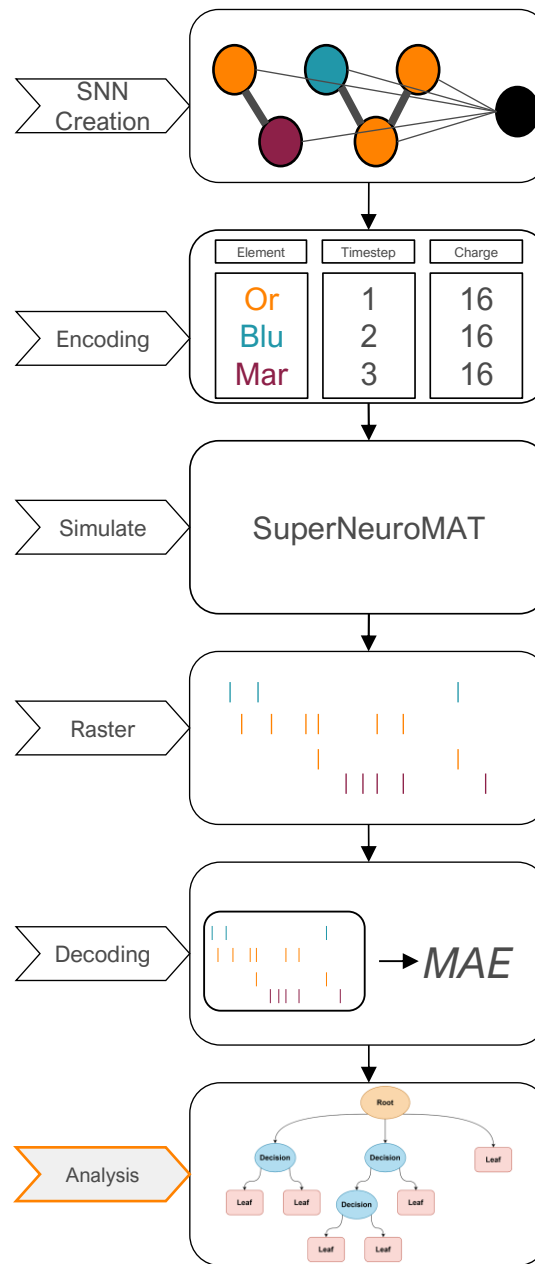 SNN
Creation
Element Timestep Charge
Or 1 16
Blu 2 16
Mar 3 16
Encoding
Simulate
SuperNeuroMAT
Raster
Decoding
MAE
Analysis
Root
Decision Decision Leaf
Leaf Leaf Decision Leaf
Leaf Leaf